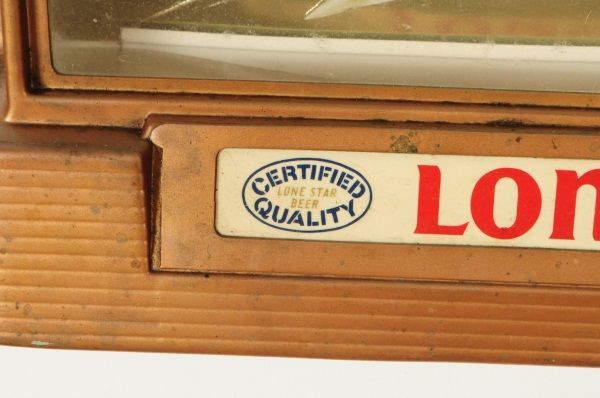 CERTIFIED
LONE STAR
BEER
QUALITY
LON